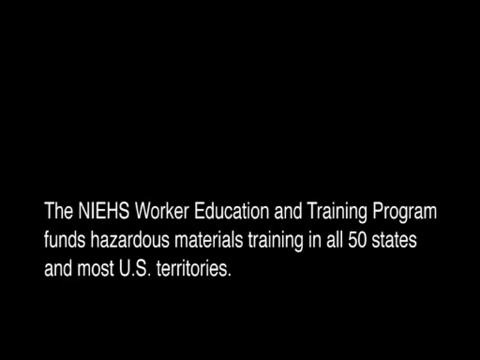 The NIEHS Worker Education and Training Program
funds hazardous materials training in all 50 states
and most U.S. territories.